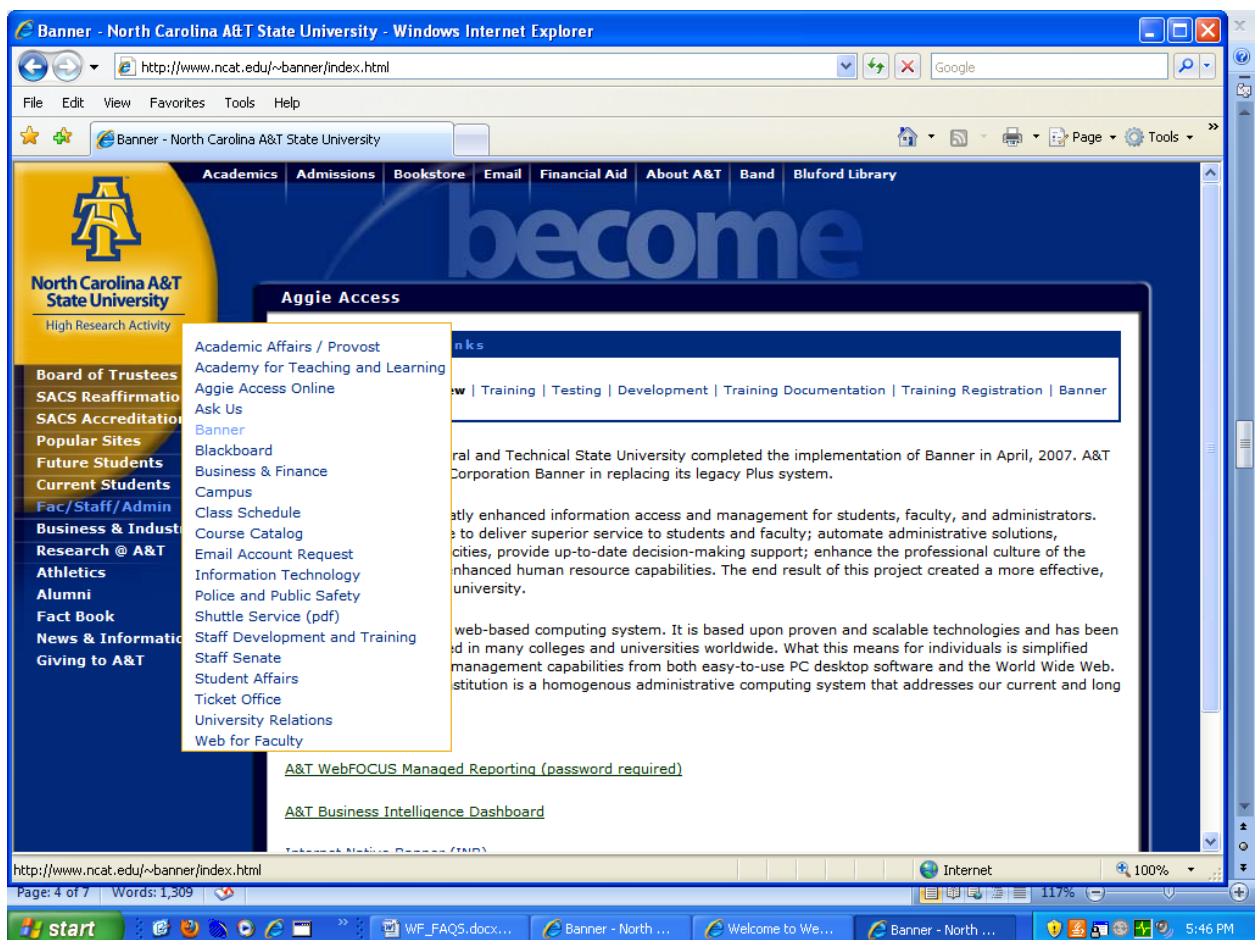 Banner - North Carolina A&T State University - Windows Internet Explorer
http://www.ncat.edu/~banner/index.html
Google
File Edit View Favorites Tools Help
Banner - North Carolina A&T State University
Page Tools »
Academics Admissions Bookstore Email Financial Aid About A&T Band Bluford Library
become
North Carolina A&T
State University
High Research Activity
Aggie Access
Board of Trustees
SACS Reaffirmatio
SACS Accreditation
Popular Sites
Future Students
Current Students
Fac/Staff/Admin
Business & Indust
Research @ A&T
Athletics
Alumni
Fact Book
News & Informatic
Giving to A&T
Academic Affairs / Provost
Academy for Teaching and Learning
Aggie Access Online
Ask Us
Banner
Blackboard
Business & Finance
Campus
Class Schedule
Course Catalog
Email Account Request
Information Technology
Police and Public Safety
Shuttle Service (pdf)
Staff Development and Training
Staff Senate
Student Affairs
Ticket Office
University Relations
Web for Faculty
nks
ew | Training | Testing | Development | Training Documentation | Training Registration | Banner
ral and Technical State University completed the implementation of Banner in April, 2007. A&T
Corporation Banner in replacing its legacy Plus system.
atly enhanced information access and management for students, faculty, and administrators.
e to deliver superior service to students and faculty; automate administrative solutions,
cities, provide up-to-date decision-making support; enhance the professional culture of the
enhanced human resource capabilities. The end result of this project created a more effective,
university.
web-based computing system. It is based upon proven and scalable technologies and has been
ed in many colleges and universities worldwide. What this means for individuals is simplified
management capabilities from both easy-to-use PC desktop software and the World Wide Web.
stitution is a homogenous administrative computing system that addresses our current and long
A&T WebFOCUS Managed Reporting (password required)
A&T Business Intelligence Dashboard
Internet Native Banner (INB)
http://www.ncat.edu/~banner/index.html
Internet
100%
Page: 4 of 7 Words: 1,309
117%
start
WF_FAQS.docx...
Banner - North ...
Welcome to We...
Banner - North ...
5:46 PM